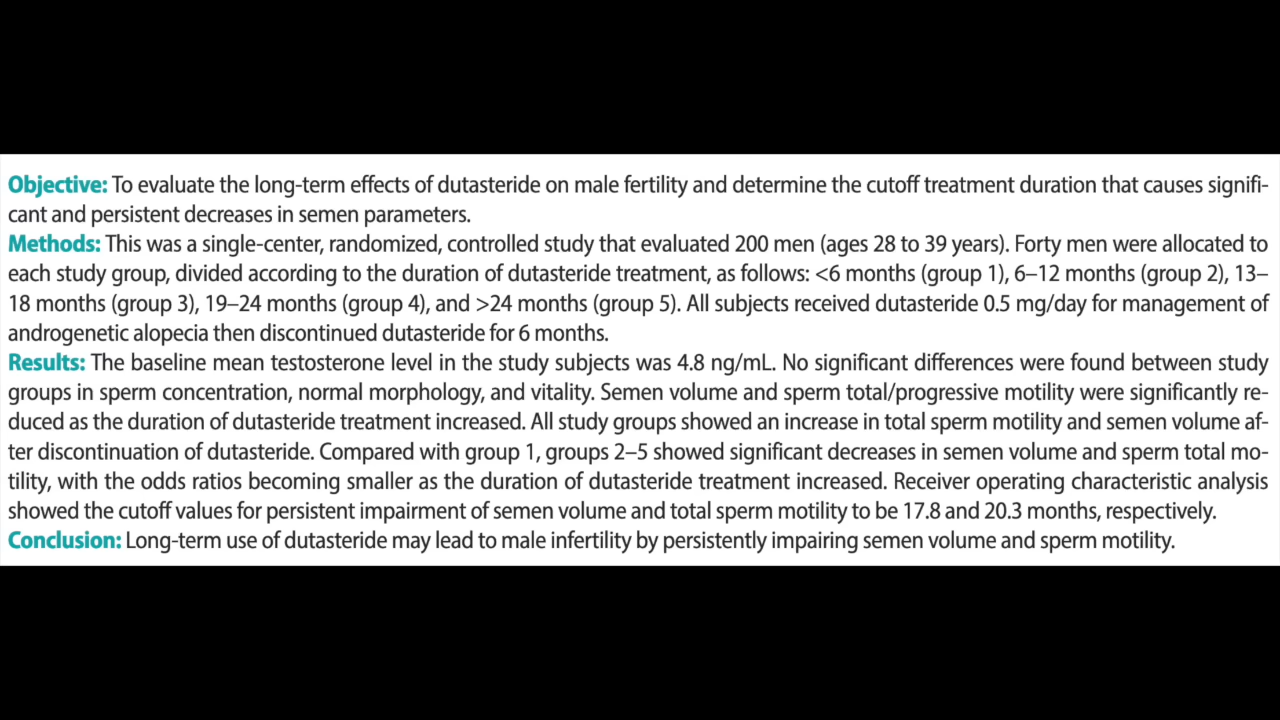 Objective: To evaluate the long-term effects of dutasteride on male fertility and determine the cutoff treatment duration that causes signifi-
cant and persistent decreases in semen parameters.
Methods: This was a single-center, randomized, controlled study that evaluated 200 men (ages 28 to 39 years). Forty men were allocated to
each study group, divided according to the duration of dutasteride treatment, as follows: <6 months (group 1), 6–12 months (group 2), 13–
18 months (group 3), 19–24 months (group 4), and >24 months (group 5). All subjects received dutasteride 0.5 mg/day for management of
androgenetic alopecia then discontinued dutasteride for 6 months.
Results: The baseline mean testosterone level in the study subjects was 4.8 ng/mL. No significant differences were found between study
groups in sperm concentration, normal morphology, and vitality. Semen volume and sperm total/progressive motility were significantly re-
duced as the duration of dutasteride treatment increased. All study groups showed an increase in total sperm motility and semen volume af-
ter discontinuation of dutasteride. Compared with group 1, groups 2–5 showed significant decreases in semen volume and sperm total mo-
tility, with the odds ratios becoming smaller as the duration of dutasteride treatment increased. Receiver operating characteristic analysis
showed the cutoff values for persistent impairment of semen volume and total sperm motility to be 17.8 and 20.3 months, respectively.
Conclusion: Long-term use of dutasteride may lead to male infertility by persistently impairing semen volume and sperm motility.